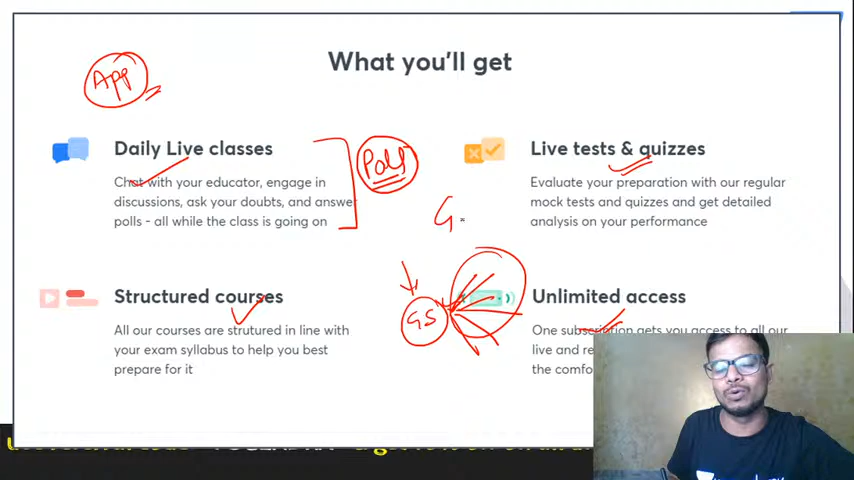 What you'll get
App
Daily Live classes
Chat with your educator, engage in
discussions, ask your doubts, and answer
polls - all while the class is going on
Poll
Live tests & quizzes
Evaluate your preparation with our regular
mock tests and quizzes and get detailed
analysis on your performance
G
Structured courses
All our courses are strutured in line with
your exam syllabus to help you best
prepare for it
GS
Unlimited access
One subscription gets you access to all our
live and
the